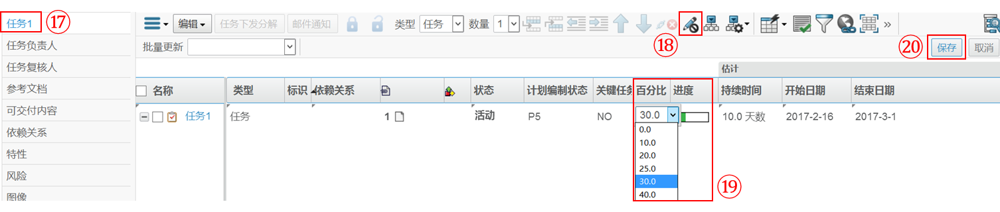 任务1 ⑰
任务负责人
任务复核人
参考文档
可交付内容
依赖关系
特性
风险
图像
编辑 任务下发分解 邮件通知 类型 任务 数量 1 »
⑱
批量更新 ⑳ 保存 取消
估计
名称 类型 标识 依赖关系 状态 计划编制状态 关键任务 百分比 进度 持续时间 开始日期 结束日期
任务1 任务 1 活动 P5 NO 30.0 10.0 天数 2017-2-16 2017-3-1
0.0
10.0
20.0
25.0
30.0
40.0
⑲